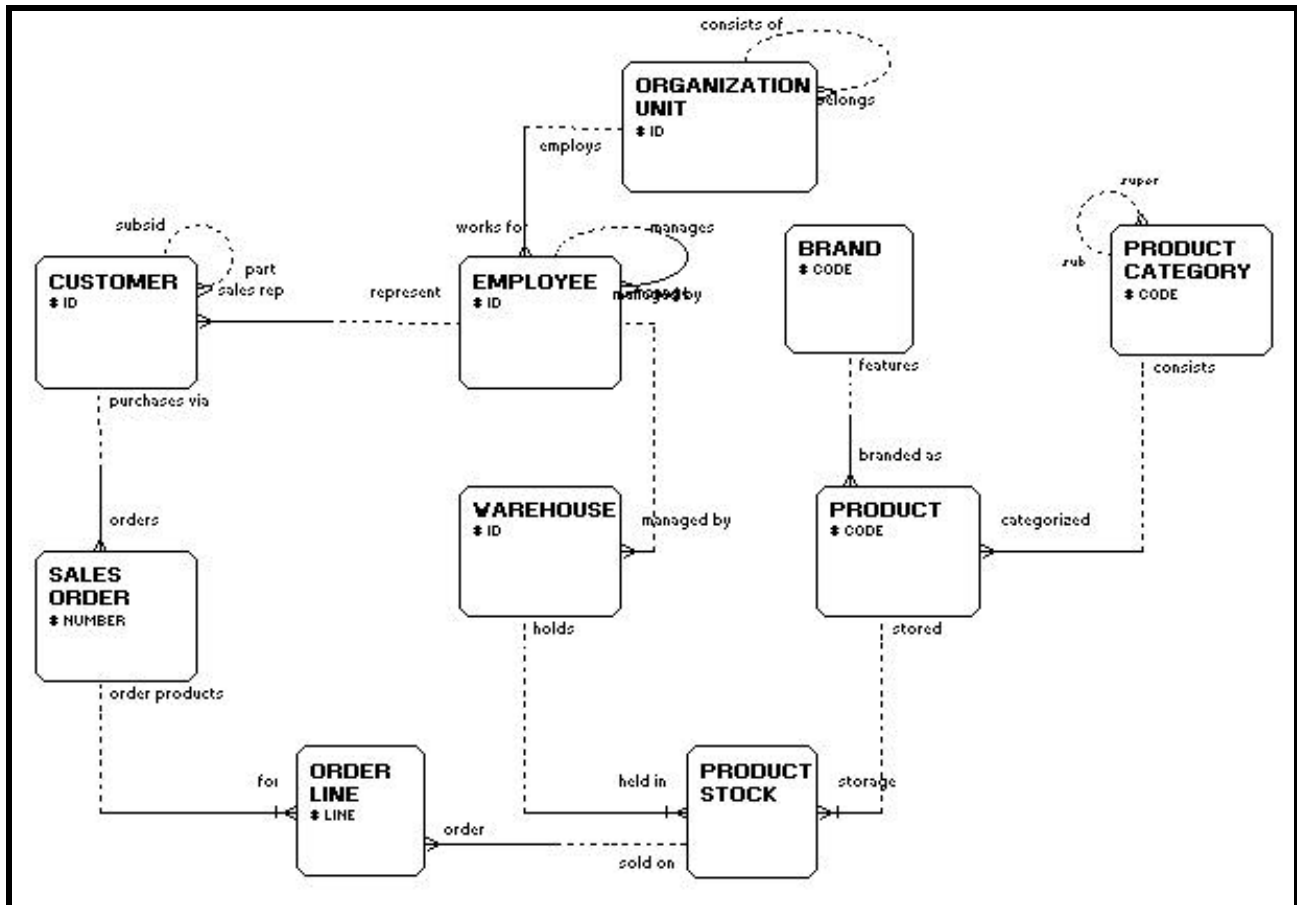 consists of
ORGANIZATION
UNIT
# ID
belongs
employs
super
subsid
works for
manages
BRAND
# CODE
PRODUCT
CATEGORY
# CODE
sub
CUSTOMER
# ID
part
sales rep
represent
EMPLOYEE
# ID
managed by
features
consists
purchases via
branded as
orders
WAREHOUSE
# ID
managed by
PRODUCT
# CODE
categorized
SALES
ORDER
# NUMBER
holds
stored
order products
for
ORDER
LINE
# LINE
held in
PRODUCT
STOCK
storage
order
sold on